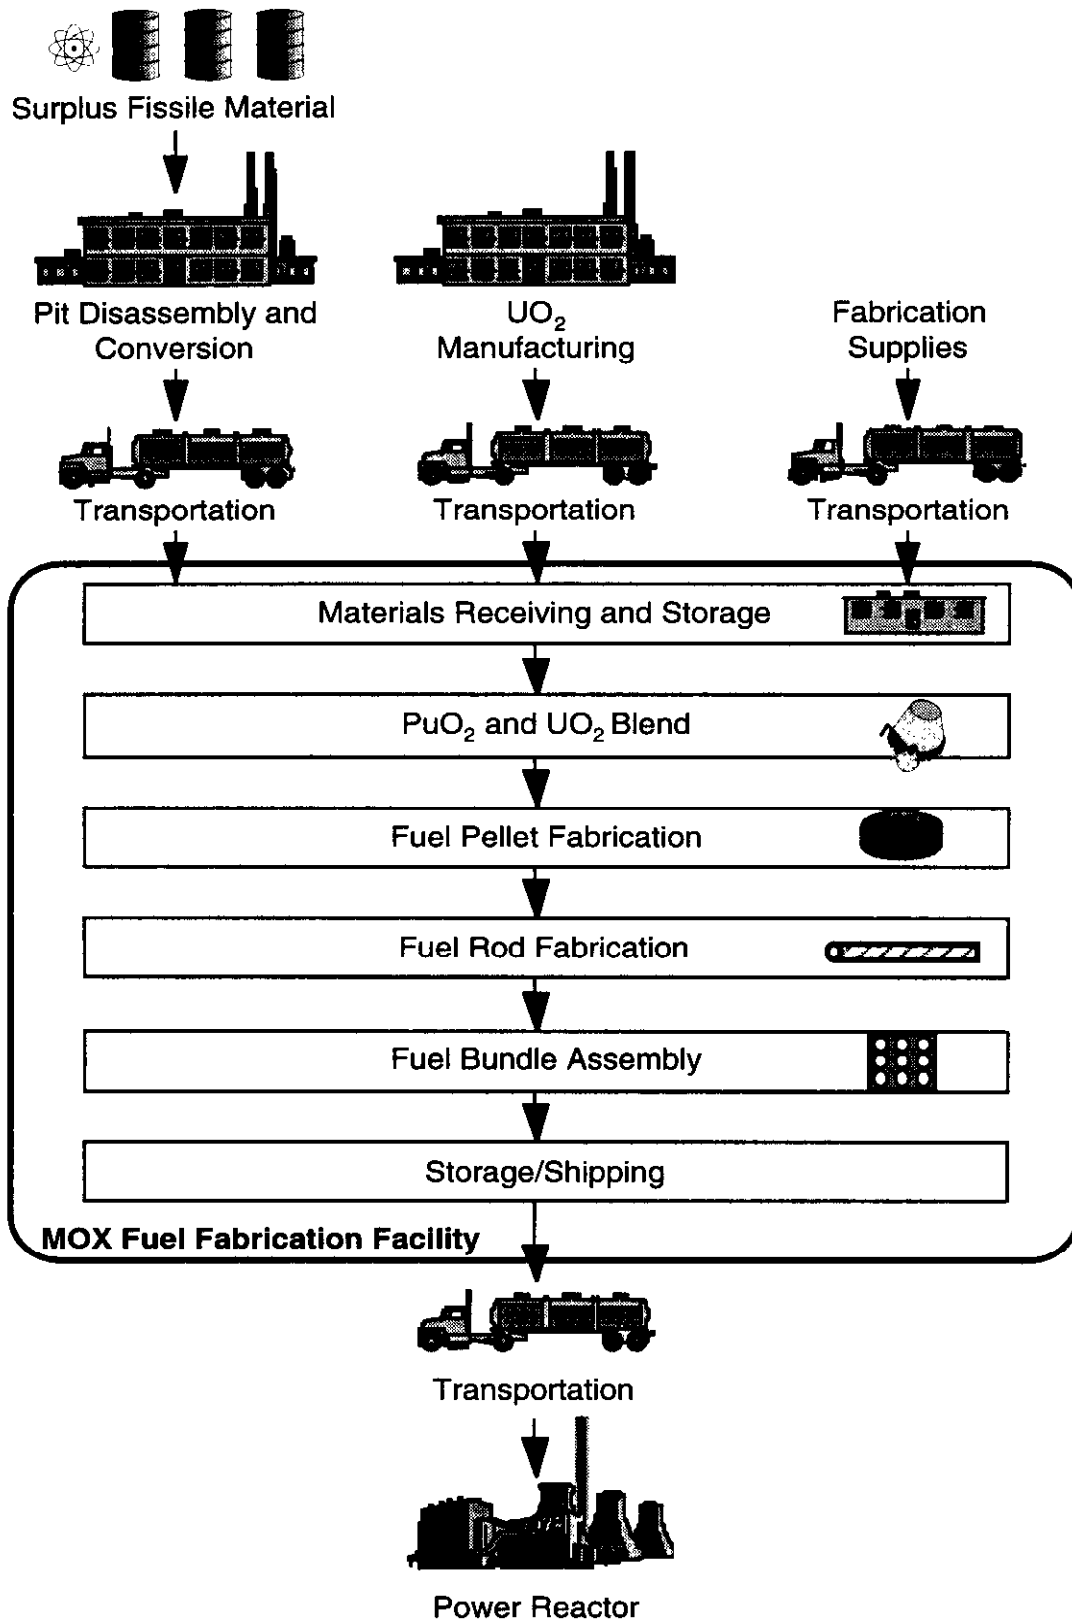 Surplus Fissile Material
Pit Disassembly and
Conversion
UO₂
Manufacturing
Fabrication
Supplies
Transportation
Transportation
Transportation
Materials Receiving and Storage
PuO₂ and UO₂ Blend
Fuel Pellet Fabrication
Fuel Rod Fabrication
Fuel Bundle Assembly
Storage/Shipping
MOX Fuel Fabrication Facility
Transportation
Power Reactor